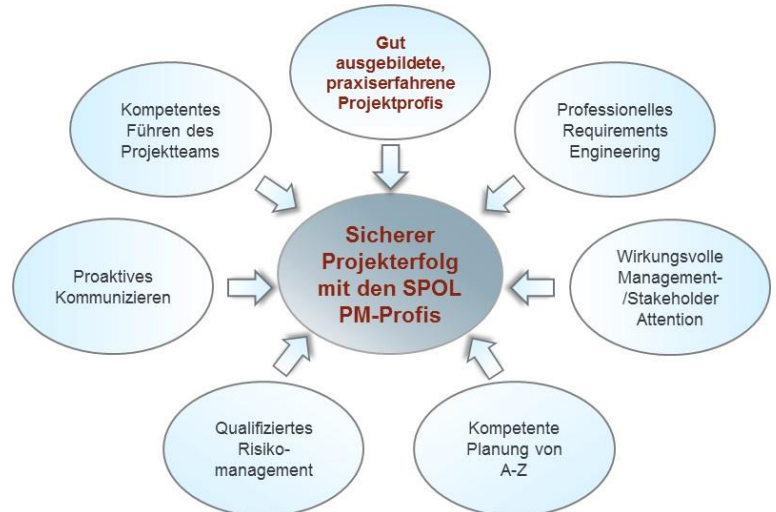 Gut
ausgebildete,
praxiserfahrene
Projektprofis
Kompetentes
Führen des
Projektteams
Professionelles
Requirements
Engineering
Sicherer
Projekterfolg
mit den SPOL
PM-Profis
Proaktives
Kommunizieren
Wirkungsvolle
Management-
/Stakeholder
Attention
Qualifiziertes
Risiko-
management
Kompetente
Planung von
A-Z